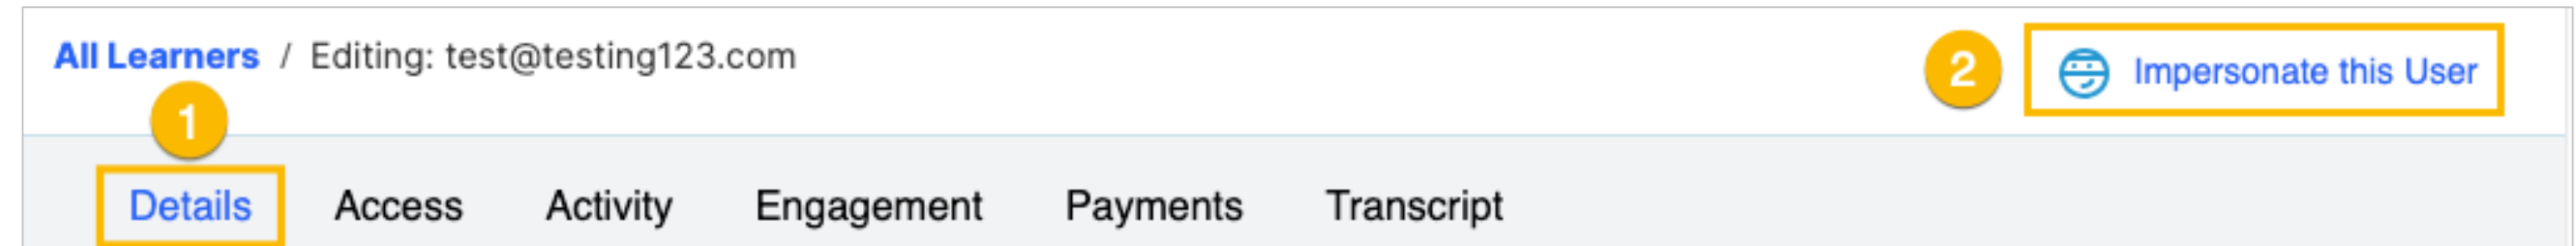 All Learners / Editing: test@testing123.com
2 Impersonate this User
1
Details Access Activity Engagement Payments Transcript